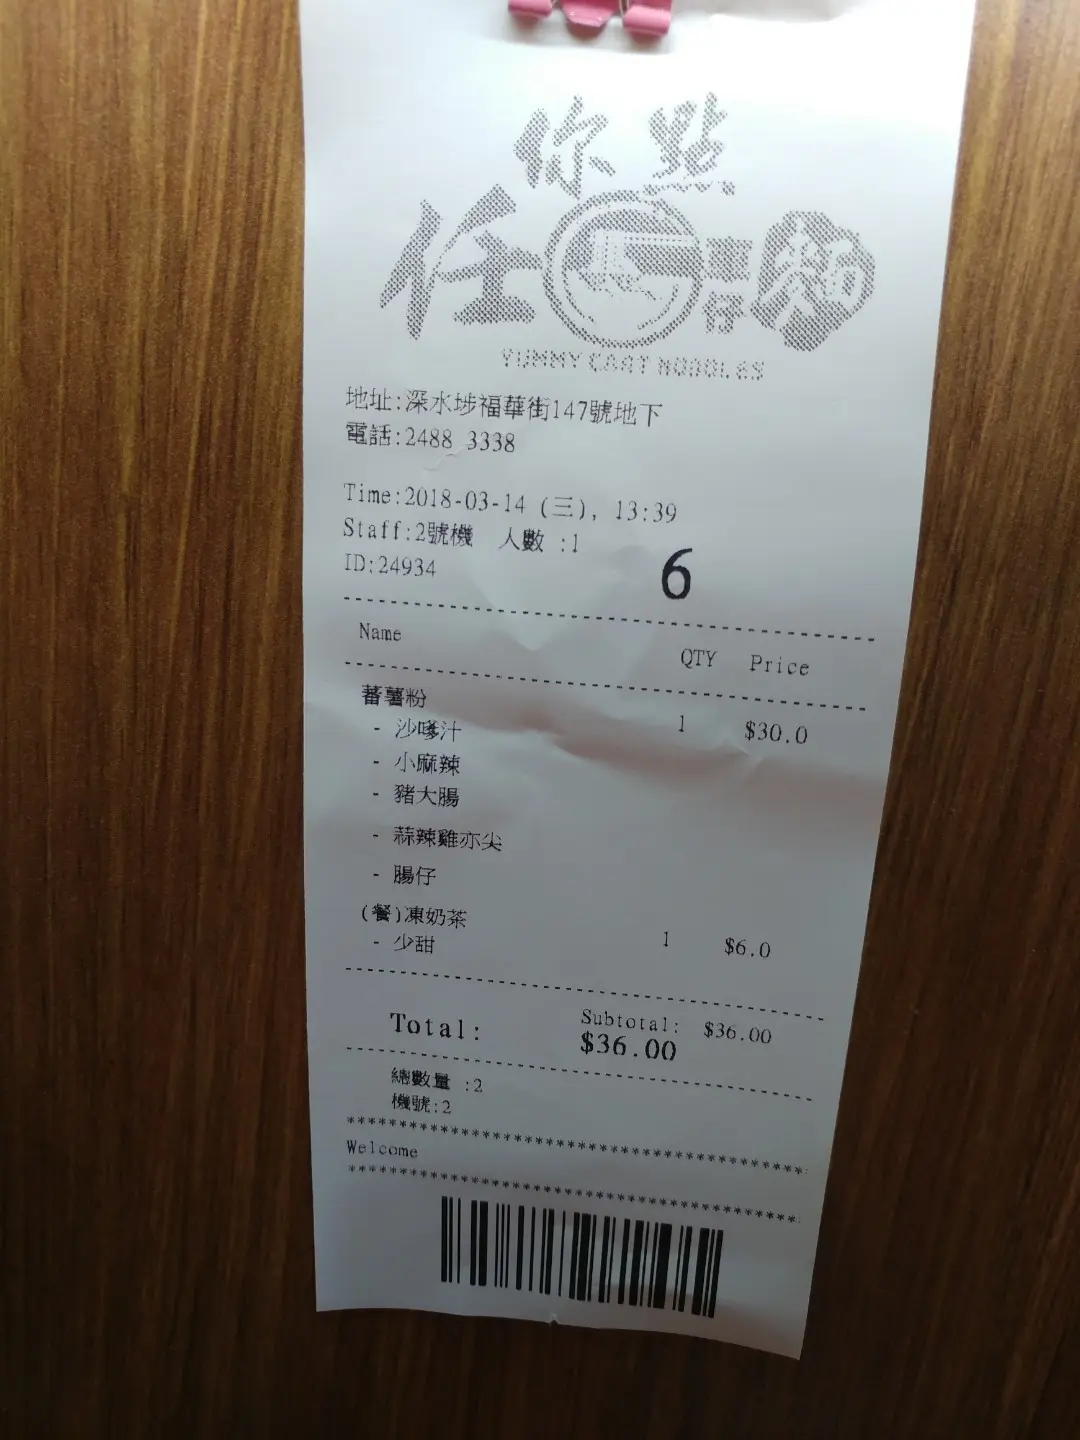 任你點
車仔麵
YUMMY CART NOODLES
地址:深水埗福華街147號地下
電話:2488 3338
Time:2018-03-14 (三), 13:39
Staff:2號機 人數 :1
ID:24934
6
Name QTY Price
蕃薯粉 1 $30.0
- 沙嗲汁
- 小麻辣
- 豬大腸
- 蒜辣雞亦尖
- 腸仔
(餐)凍奶茶 1 $6.0
- 少甜
Subtotal: $36.00
Total: $36.00
總數量 :2
機號:2
****************************************
Welcome
****************************************